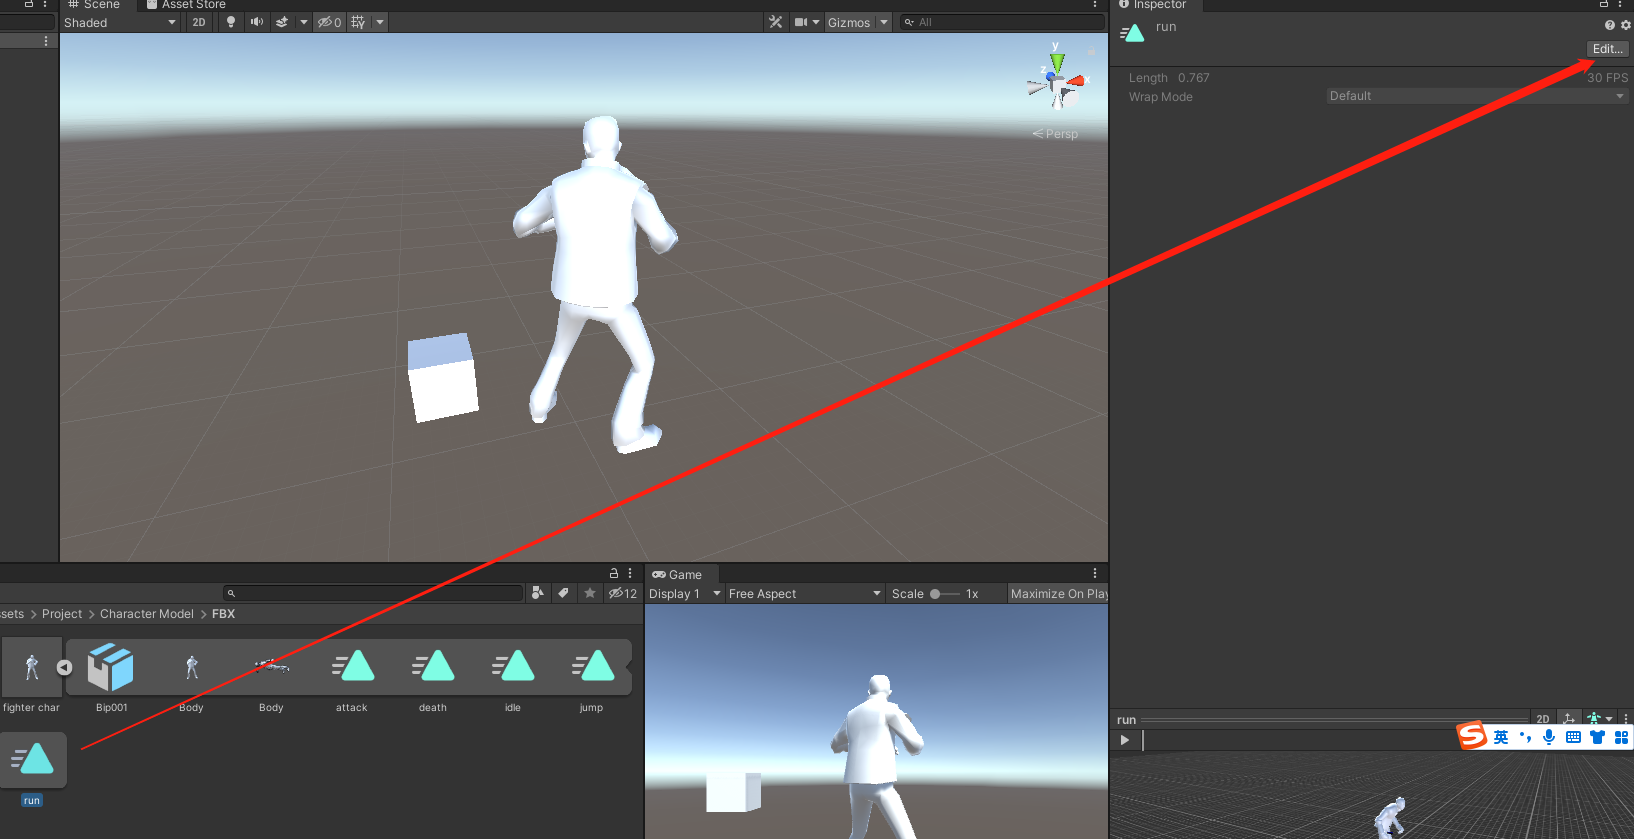 Scene
Asset Store
Inspector
Shaded
2D
0
Gizmos
All
run
Edit...
Length 0.767
30 FPS
Wrap Mode
Default
y
z
x
Persp
12
Assets > Project > Character Model > FBX
fighter char
Bip001
Body
Body
attack
death
idle
jump
run
Game
Display 1
Free Aspect
Scale
1x
Maximize On Play
run
2D
S
英